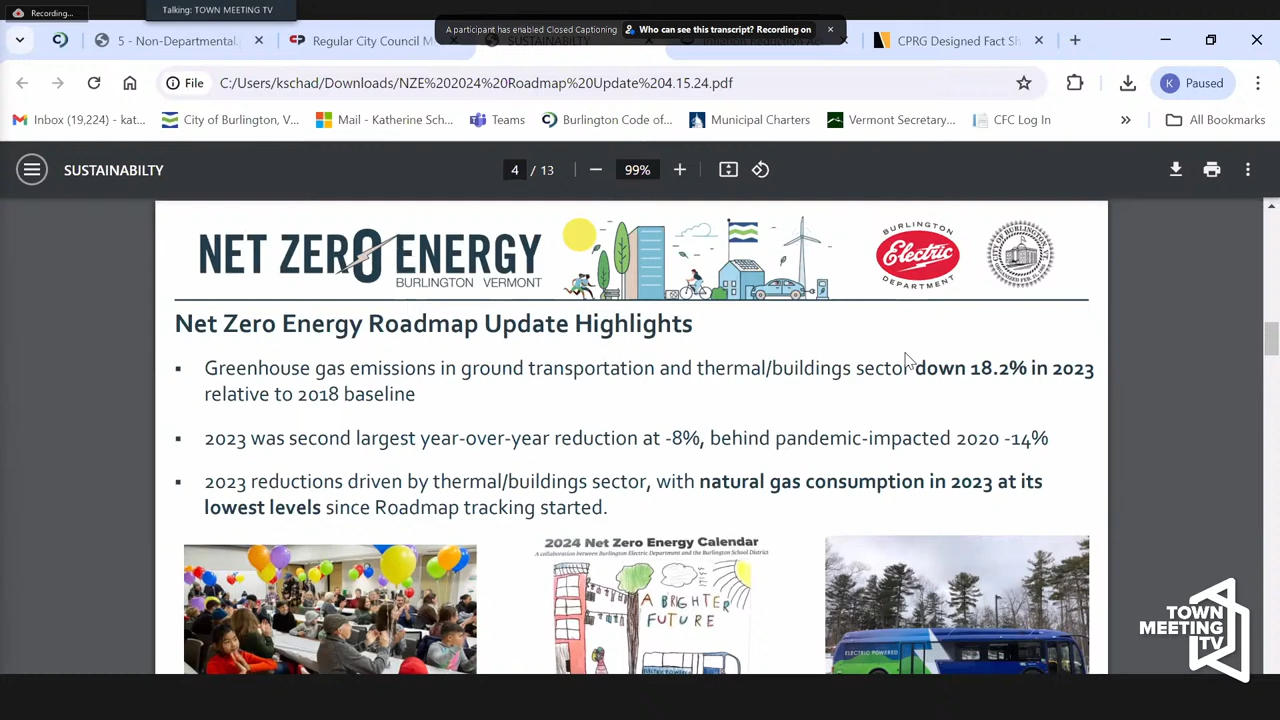 Recording...
Talking: TOWN MEETING TV
A participant has enabled Closed Captioning
Who can see this transcript? Recording on
5 - Non-Departmental
Regular City Council M
SUSTAINABILITY
CPRG Designed Fact Sh
File
C:/Users/kschad/Downloads/NZE%202024%20Roadmap%20Update%204.15.24.pdf
K Paused
Inbox (19,224) - kat...
City of Burlington, V...
Mail - Katherine Sch...
Teams
Burlington Code of...
Municipal Charters
Vermont Secretary...
CFC Log In
All Bookmarks
SUSTAINABILTY
4 / 13
99%
NET ZERO ENERGY
BURLINGTON VERMONT
BURLINGTON
Electric
DEPARTMENT
Net Zero Energy Roadmap Update Highlights
▪ Greenhouse gas emissions in ground transportation and thermal/buildings sector down 18.2% in 2023
relative to 2018 baseline
▪ 2023 was second largest year-over-year reduction at -8%, behind pandemic-impacted 2020 -14%
▪ 2023 reductions driven by thermal/buildings sector, with natural gas consumption in 2023 at its
lowest levels since Roadmap tracking started.
2024 Net Zero Energy Calendar
A collaboration between Burlington Electric Department and the Burlington School District
A BRIGHTER
FUTURE
ELECTRIC POWERED
TOWN
MEETING
TV